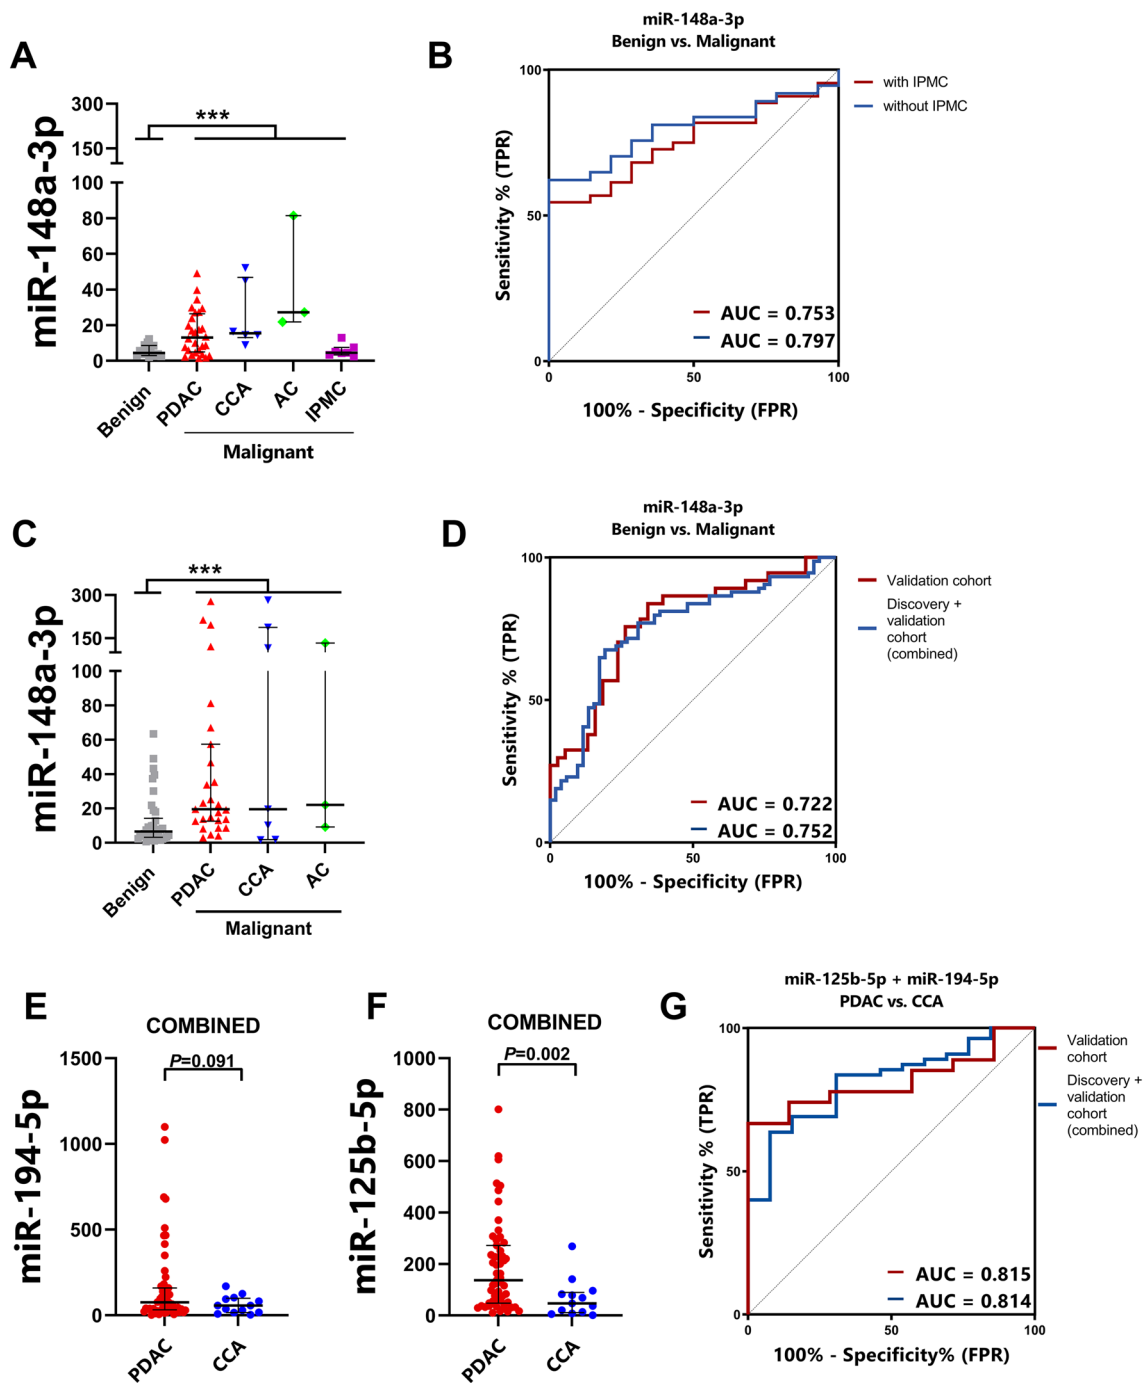 A
miR-148a-3p
300
150
100
80
60
40
20
0
***
Benign
PDAC
CCA
AC
IPMC
Malignant
B
miR-148a-3p
Benign vs. Malignant
Sensitivity % (TPR)
100
50
0
0
50
100
100% - Specificity (FPR)
with IPMC
without IPMC
AUC = 0.753
AUC = 0.797
C
miR-148a-3p
300
150
100
80
60
40
20
0
***
Benign
PDAC
CCA
AC
Malignant
D
miR-148a-3p
Benign vs. Malignant
Sensitivity % (TPR)
100
50
0
0
50
100
100% - Specificity (FPR)
Validation cohort
Discovery +
validation
cohort
(combined)
AUC = 0.722
AUC = 0.752
E
COMBINED
P=0.091
miR-194-5p
1500
1000
500
0
PDAC
CCA
F
COMBINED
P=0.002
miR-125b-5p
1000
800
600
400
200
0
PDAC
CCA
G
miR-125b-5p + miR-194-5p
PDAC vs. CCA
Sensitivity % (TPR)
100
50
0
0
50
100
100% - Specificity% (FPR)
Validation
cohort
Discovery +
validation
cohort
(combined)
AUC = 0.815
AUC = 0.814